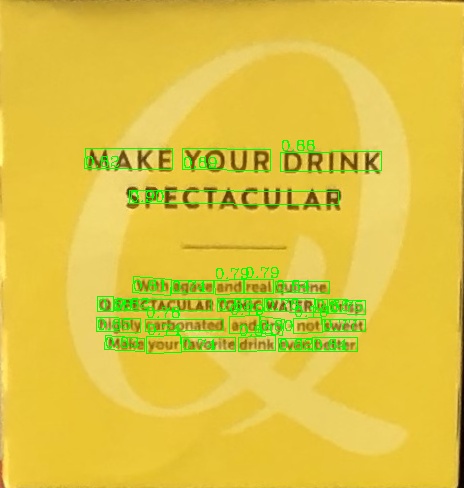 Q
MAKE YOUR DRINK
SPECTACULAR
With agave and real quinine,
Q SPECTACULAR TONIC WATER is crisp,
highly carbonated, and dry – not sweet.
Make your favorite drink even better.